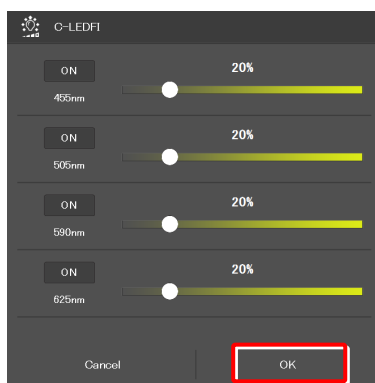 C-LEDFI
ON
20%
455nm
ON
20%
505nm
ON
20%
590nm
ON
20%
625nm
Cancel
OK